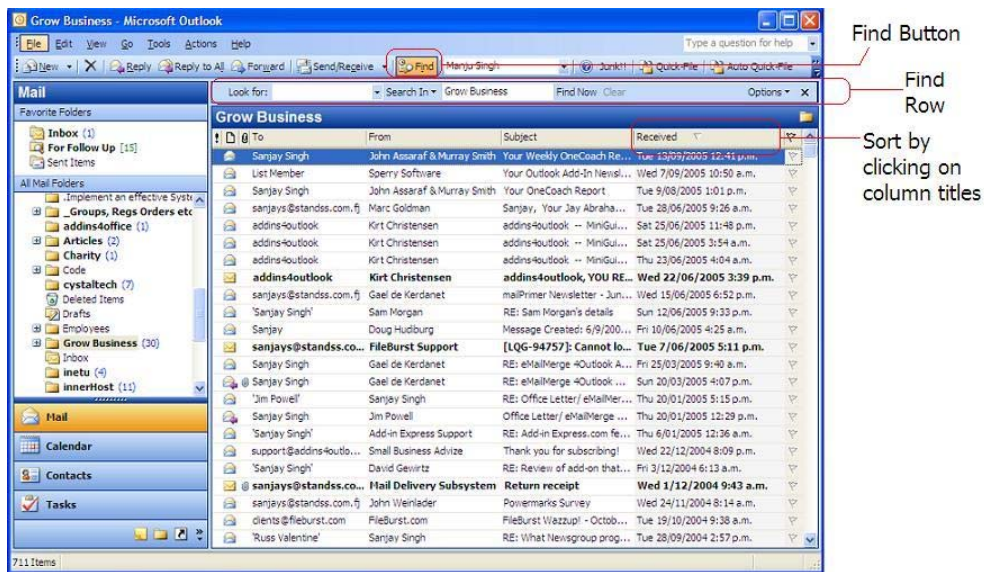 Grow Business - Microsoft Outlook
File Edit View Go Tools Actions Help Type a question for help
New Reply Reply to All Forward Send/Receive Find Manju Singh Junk!! Quick-File Auto Quick-File
Find Button
Mail
Look for: Search In Grow Business Find Now Clear Options
Find
Row
Favorite Folders
Inbox (1)
For Follow Up [15]
Sent Items
All Mail Folders
.Implement an effective Syste
_Groups, Regs Orders etc
addins4office (1)
Articles (2)
Charity (1)
Code
cystaltech (7)
Deleted Items
Drafts
Employees
Grow Business (30)
Inbox
inetu (4)
innerHost (11)
Mail
Calendar
Contacts
Tasks
Grow Business
! To From Subject Received
Sanjay Singh John Assaraf & Murray Smith Your Weekly OneCoach Re... Tue 13/09/2005 12:41 p.m.
List Member Sperry Software Your Outlook Add-In Newsl... Wed 7/09/2005 10:50 a.m.
Sanjay Singh John Assaraf & Murray Smith Your OneCoach Report Tue 9/08/2005 1:01 p.m.
sanjays@standss.com.fj Marc Goldman Sanjay, Your Jay Abraha... Tue 28/06/2005 9:26 a.m.
addins4outlook Kirt Christensen addins4outlook -- MiniGui... Sat 25/06/2005 11:48 p.m.
addins4outlook Kirt Christensen addins4outlook -- MiniGui... Sat 25/06/2005 3:54 a.m.
addins4outlook Kirt Christensen addins4outlook -- MiniGui... Thu 23/06/2005 4:04 a.m.
addins4outlook Kirt Christensen addins4outlook, YOU RE... Wed 22/06/2005 3:39 p.m.
sanjays@standss.com.fj Gael de Kerdanet mailPrimer Newsletter - Jun... Wed 15/06/2005 6:52 p.m.
'Sanjay Singh' Sam Morgan RE: Sam Morgan's details Sun 12/06/2005 9:33 p.m.
Sanjay Doug Hudiburg Message Created: 6/9/200... Fri 10/06/2005 4:25 a.m.
sanjays@standss.co... FileBurst Support [LQG-94757]: Cannot lo... Tue 7/06/2005 5:11 p.m.
Sanjay Singh Gael de Kerdanet RE: eMailMerge 4Outlook A... Fri 25/03/2005 9:40 a.m.
Sanjay Singh Gael de Kerdanet RE: eMailMerge 4Outlook ... Sun 20/03/2005 4:07 p.m.
'Jim Powell' Sanjay Singh RE: Office Letter/ eMailMer... Thu 20/01/2005 5:15 p.m.
Sanjay Singh Jim Powell Office Letter/ eMailMerge ... Thu 20/01/2005 12:29 p.m.
'Sanjay Singh' Add-in Express Support RE: Add-in Express.com fe... Thu 6/01/2005 12:36 a.m.
support@addins4outlo... Small Business Advize Thank you for subscribing! Wed 22/12/2004 8:09 p.m.
'Sanjay Singh' David Gewirtz RE: Review of add-on that... Fri 3/12/2004 6:13 a.m.
sanjays@standss.co... Mail Delivery Subsystem Return receipt Wed 1/12/2004 9:43 a.m.
sanjays@standss.com.fj John Weinlader Powermarks Survey Wed 24/11/2004 8:14 a.m.
clients@fileburst.com FileBurst.com FileBurst Wazzup! - Octob... Tue 19/10/2004 9:38 a.m.
'Russ Valentine' Sanjay Singh RE: What Newsgroup prog... Tue 28/09/2004 2:57 p.m.
Sort by
clicking on
column titles
711 Items